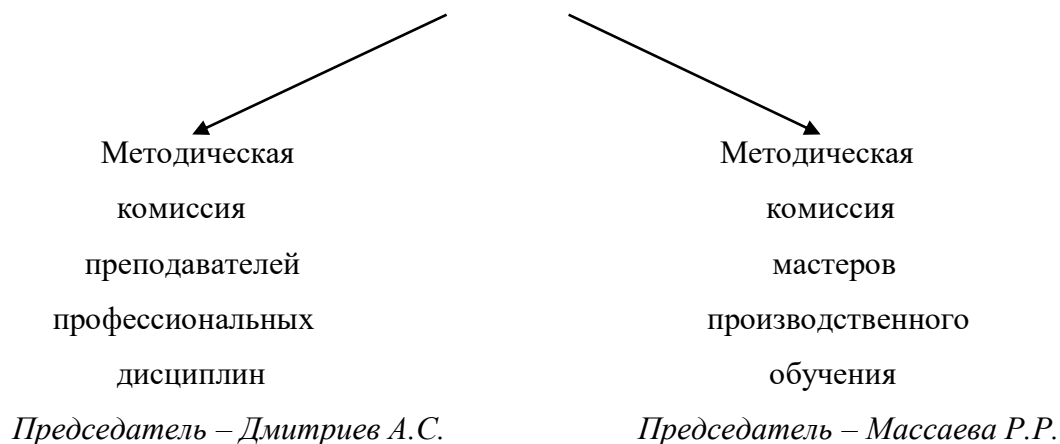 Методическая
комиссия
преподавателей
профессиональных
дисциплин
Председатель – Дмитриев А.С.
Методическая
комиссия
мастеров
производственного
обучения
Председатель – Массаева Р.Р.